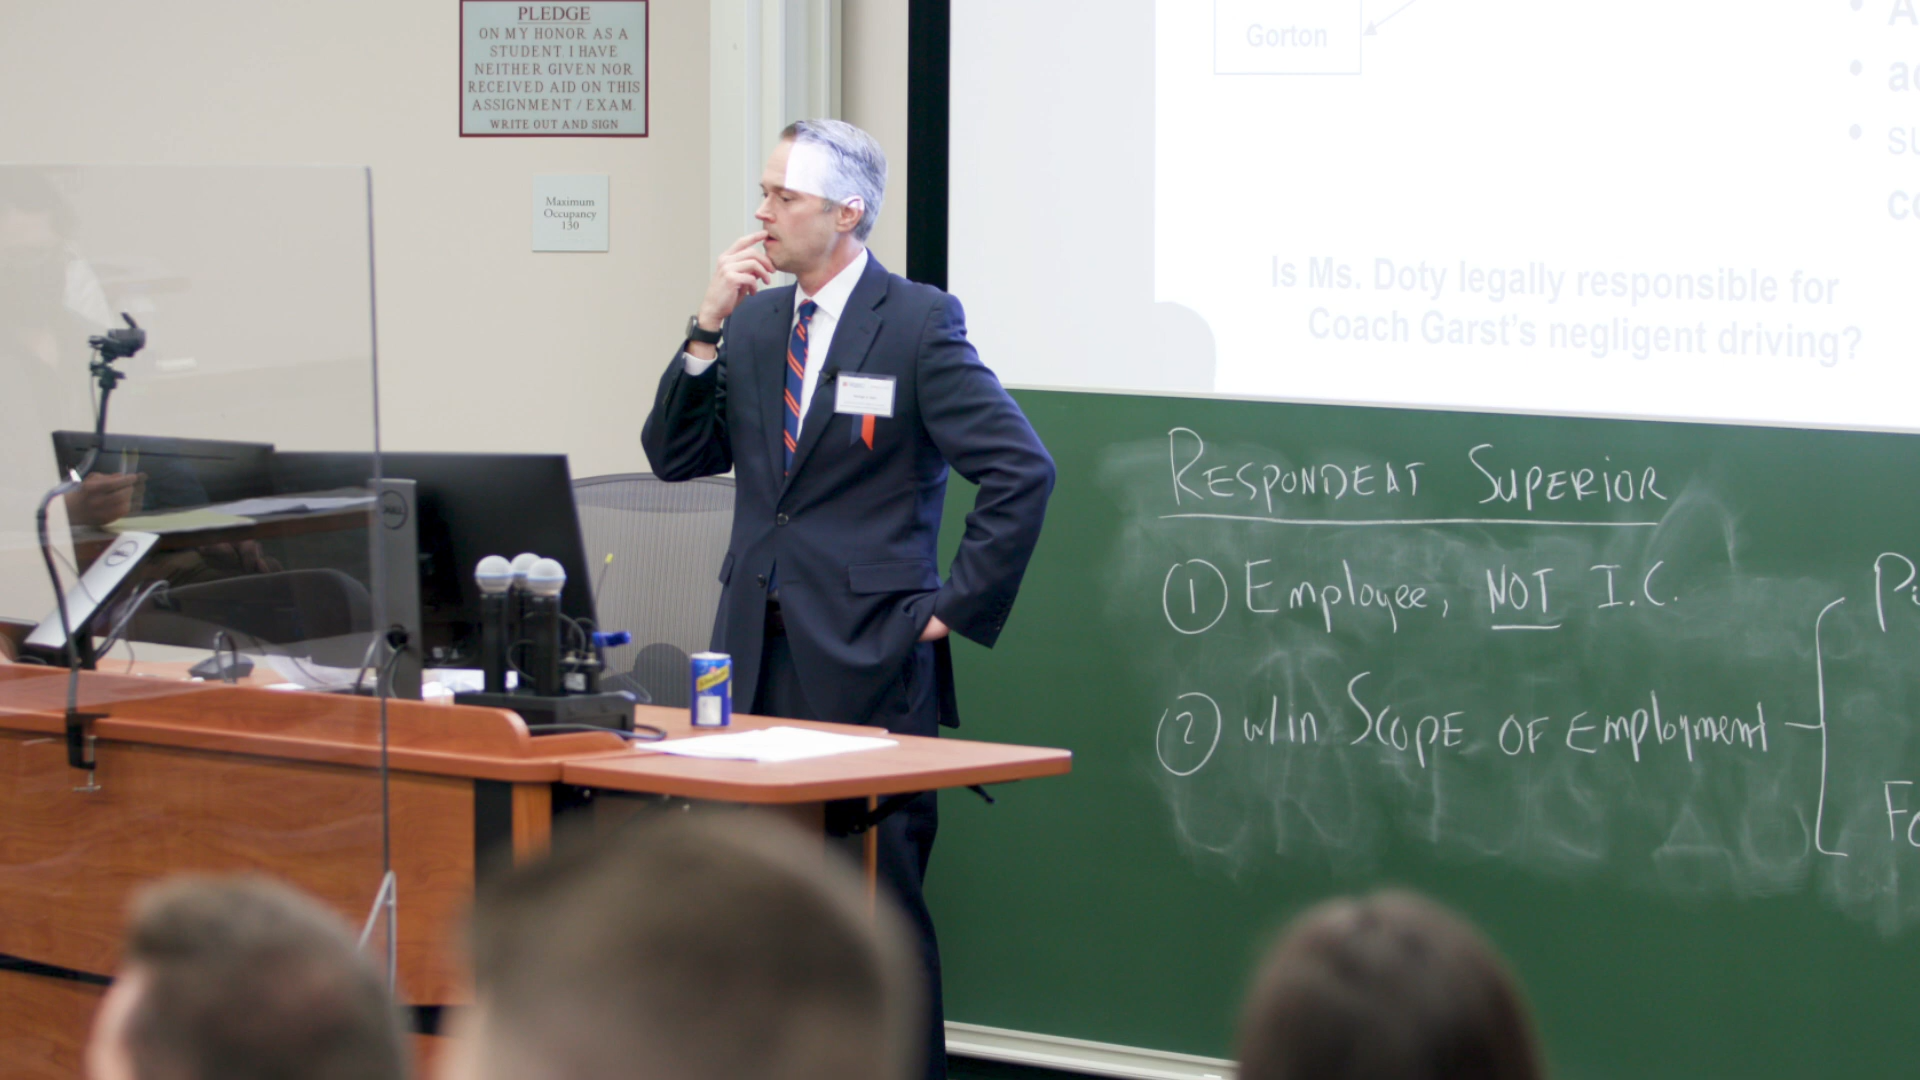 PLEDGE
ON MY HONOR AS A
STUDENT, I HAVE
NEITHER GIVEN NOR
RECEIVED AID ON THIS
ASSIGNMENT / EXAM.
WRITE OUT AND SIGN
Maximum
Occupancy
130
Gorton
Is Ms. Doty legally responsible for
Coach Garst's negligent driving?
RESPONDEAT SUPERIOR
1 Employee, NOT I.C.
2 w/in SCOPE OF EMployment
DELL
DELL